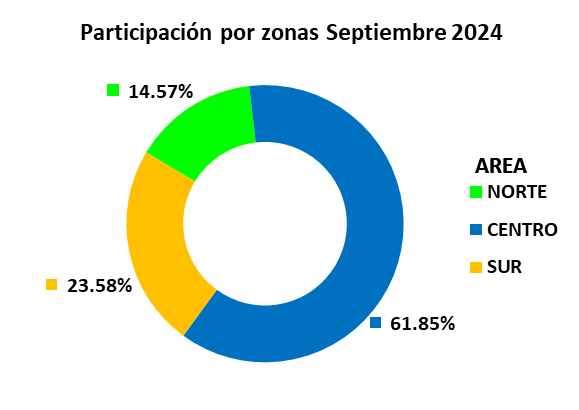 Participación por zonas Septiembre 2024
14.57%
AREA
NORTE
CENTRO
SUR
23.58%
61.85%